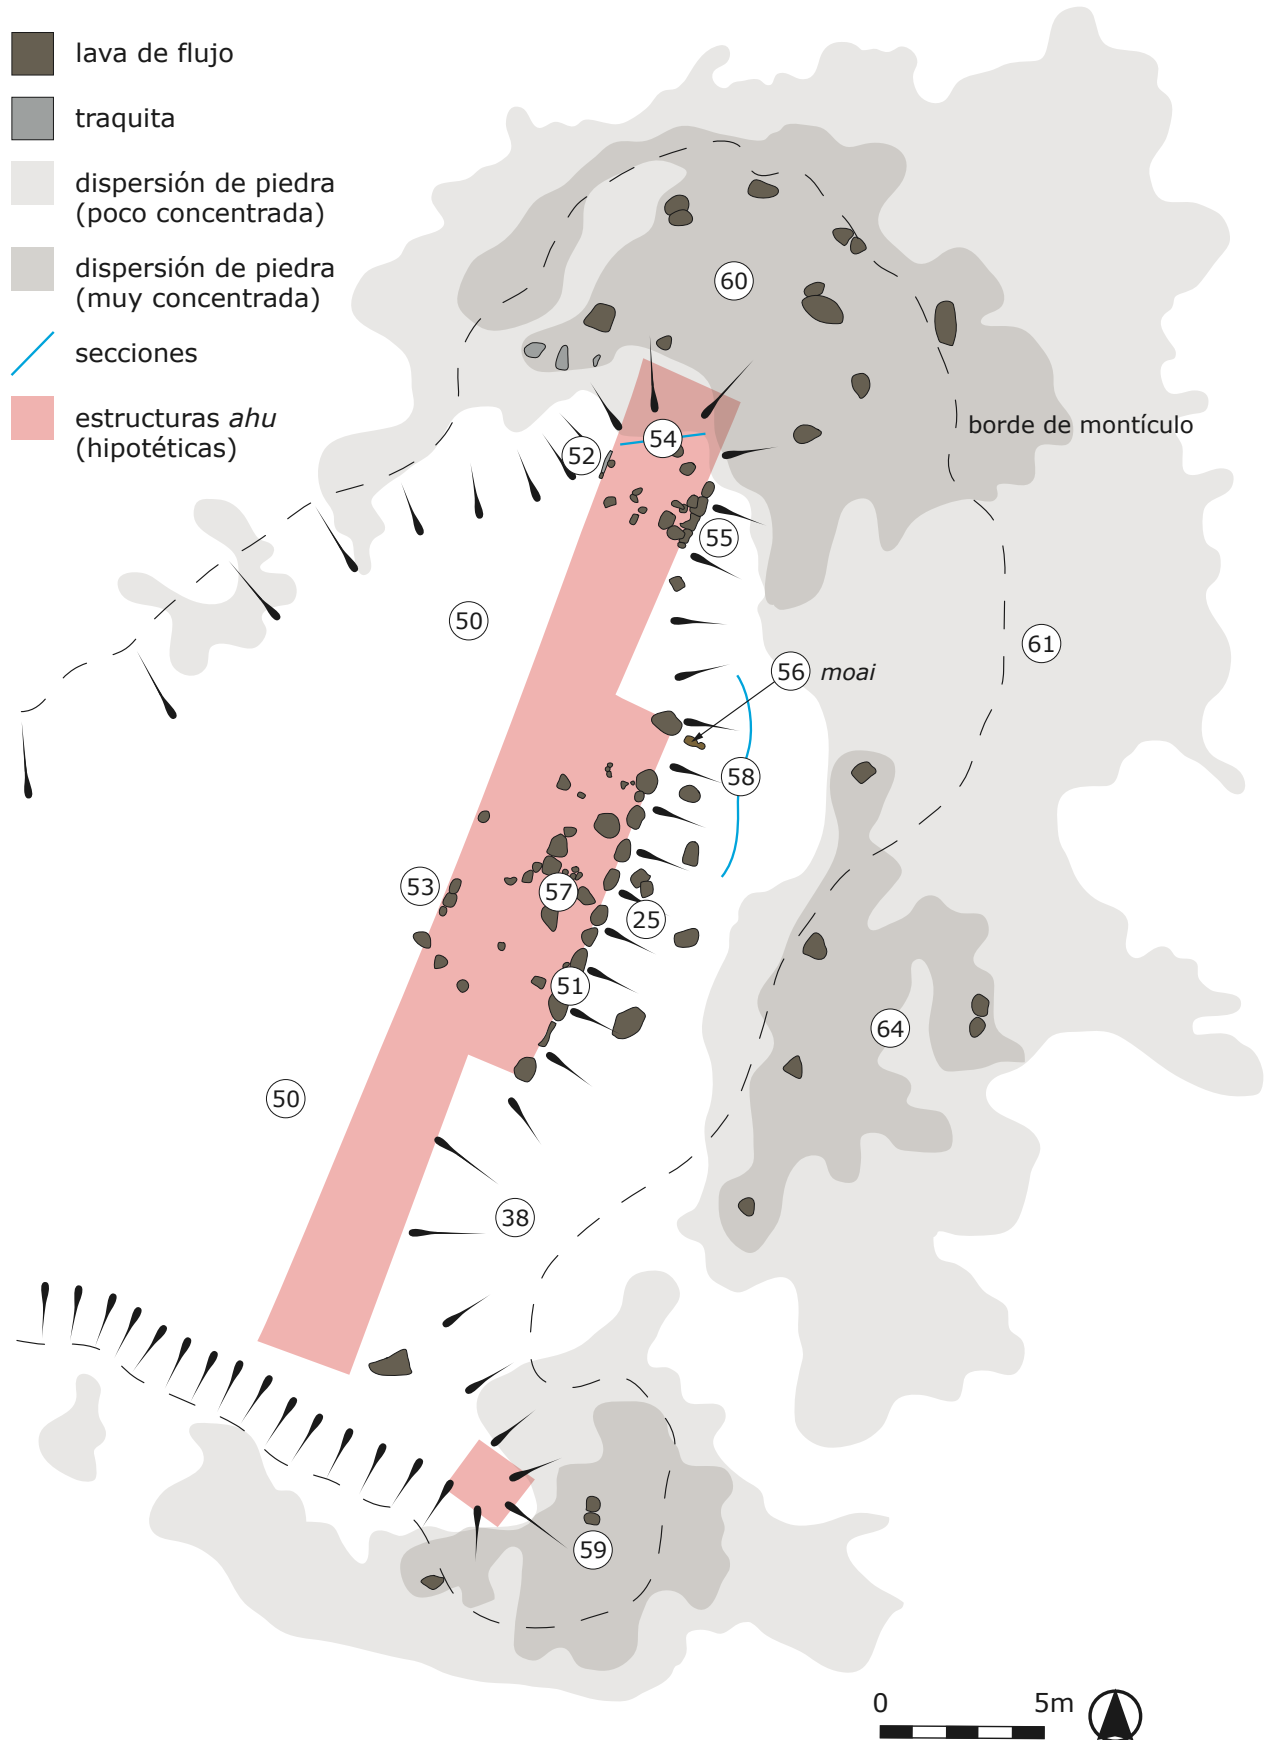 lava de flujo
traquita
dispersión de piedra
(poco concentrada)
dispersión de piedra
(muy concentrada)
secciones
estructuras ahu
(hipotéticas)
60
borde de montículo
54
52
55
50
61
56 moai
58
53
57
25
51
64
50
38
59
0 5m